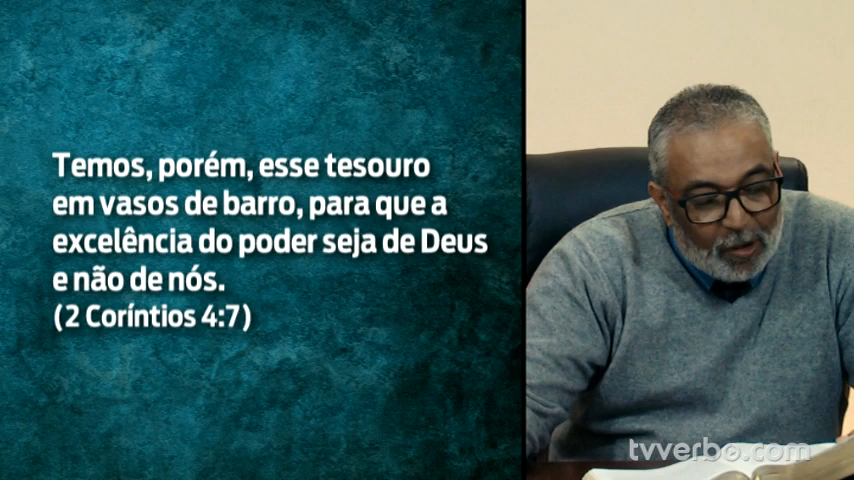 Temos, porém, esse tesouro
em vasos de barro, para que a
excelência do poder seja de Deus
e não de nós.
(2 Coríntios 4:7)
tvverbo.com